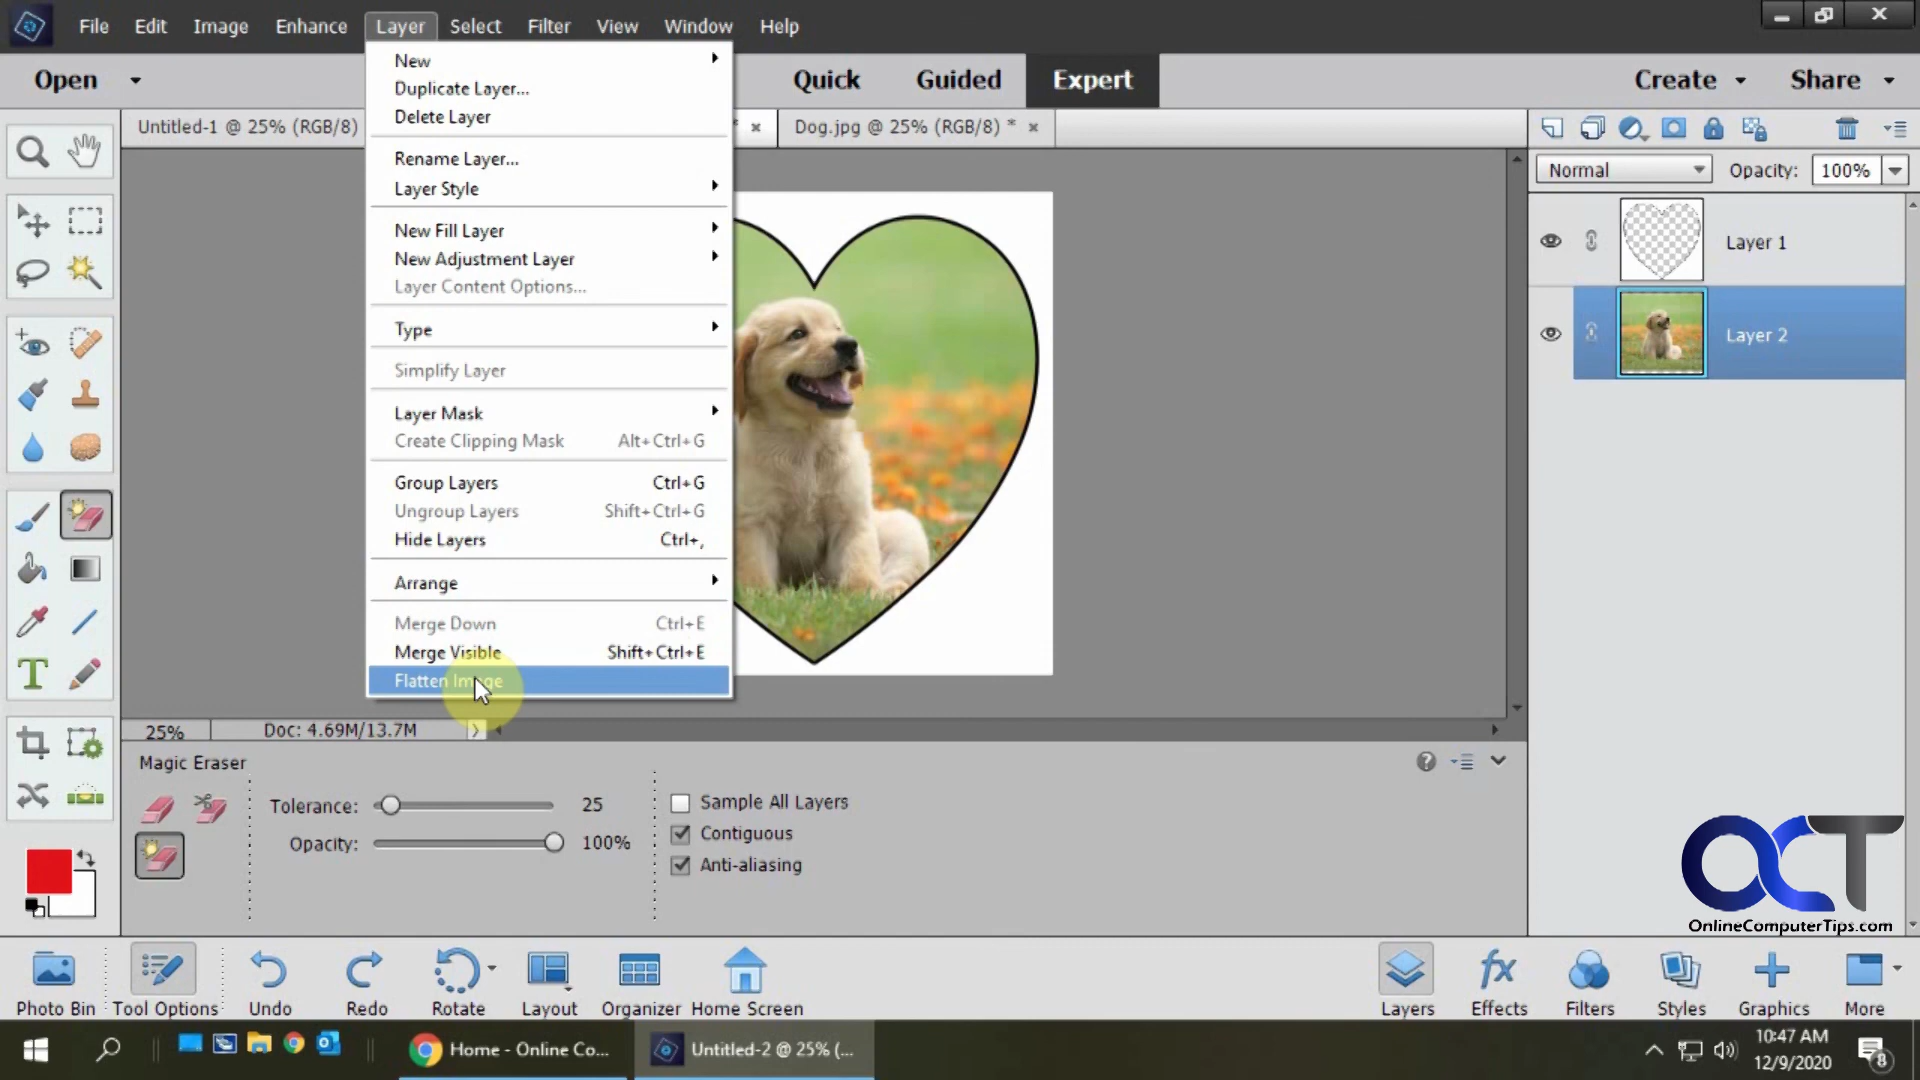 File Edit Image Enhance Layer Select Filter View Window Help
Open Quick Guided Expert Create Share
Untitled-1 @ 25% (RGB/8) * × Dog.jpg @ 25% (RGB/8) * ×
New
Duplicate Layer...
Delete Layer
Rename Layer...
Layer Style
New Fill Layer
New Adjustment Layer
Layer Content Options...
Type
Simplify Layer
Layer Mask
Create Clipping Mask Alt+Ctrl+G
Group Layers Ctrl+G
Ungroup Layers Shift+Ctrl+G
Hide Layers Ctrl+,
Arrange
Merge Down Ctrl+E
Merge Visible Shift+Ctrl+E
Flatten Image
Normal Opacity: 100%
Layer 1
Layer 2
25% Doc: 4.69M/13.7M
Magic Eraser
Tolerance: 25
Opacity: 100%
Sample All Layers
Contiguous
Anti-aliasing
OCT
OnlineComputerTips.com
Photo Bin Tool Options Undo Redo Rotate Layout Organizer Home Screen Layers Effects Filters Styles Graphics More
Home - Online Co... Untitled-2 @ 25% (...
10:47 AM
12/9/2020
8